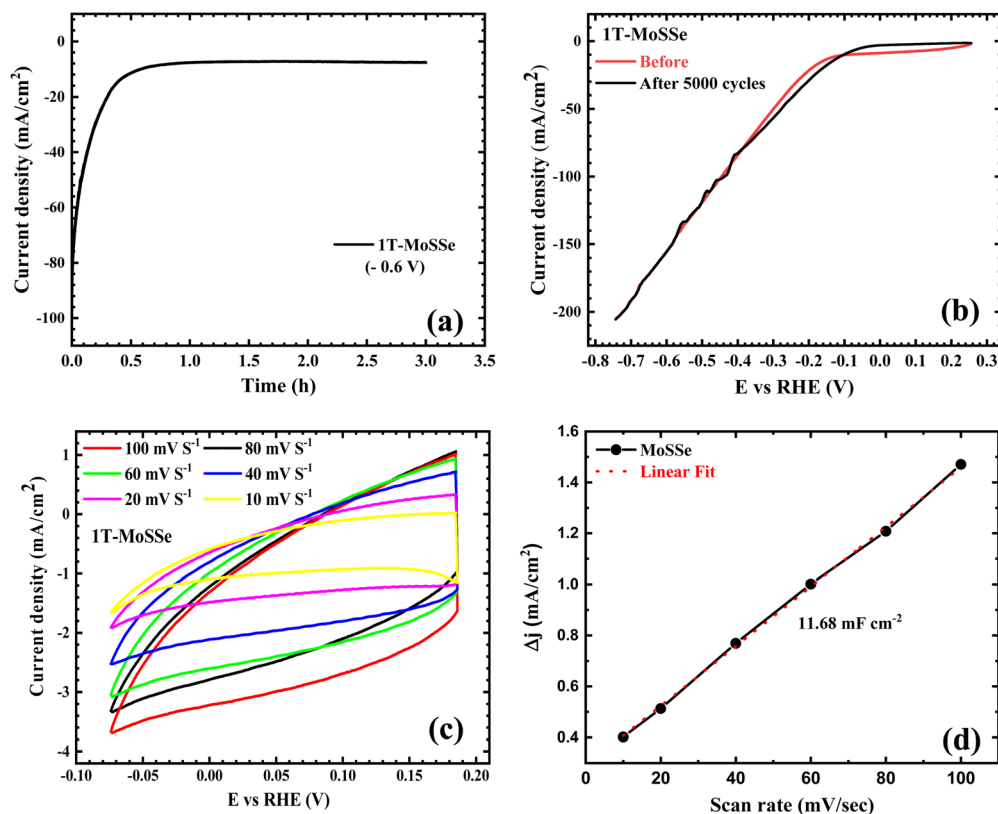 0
-20
-40
-60
-80
-100
Current density (mA/cm²)
1T-MoSSe
(- 0.6 V)
(a)
0.0 0.5 1.0 1.5 2.0 2.5 3.0 3.5
Time (h)
1T-MoSSe
Before
After 5000 cycles
0
-50
-100
-150
-200
Current density (mA/cm²)
(b)
-0.8 -0.7 -0.6 -0.5 -0.4 -0.3 -0.2 -0.1 0.0 0.1 0.2 0.3
E vs RHE (V)
100 mV S⁻¹ 80 mV S⁻¹
60 mV S⁻¹ 40 mV S⁻¹
20 mV S⁻¹ 10 mV S⁻¹
1T-MoSSe
1
0
-1
-2
-3
-4
Current density (mA/cm²)
(c)
-0.10 -0.05 0.00 0.05 0.10 0.15 0.20
E vs RHE (V)
MoSSe
Linear Fit
1.6
1.4
1.2
1.0
0.8
0.6
0.4
Δj (mA/cm²)
11.68 mF cm⁻²
(d)
0 20 40 60 80 100
Scan rate (mV/sec)